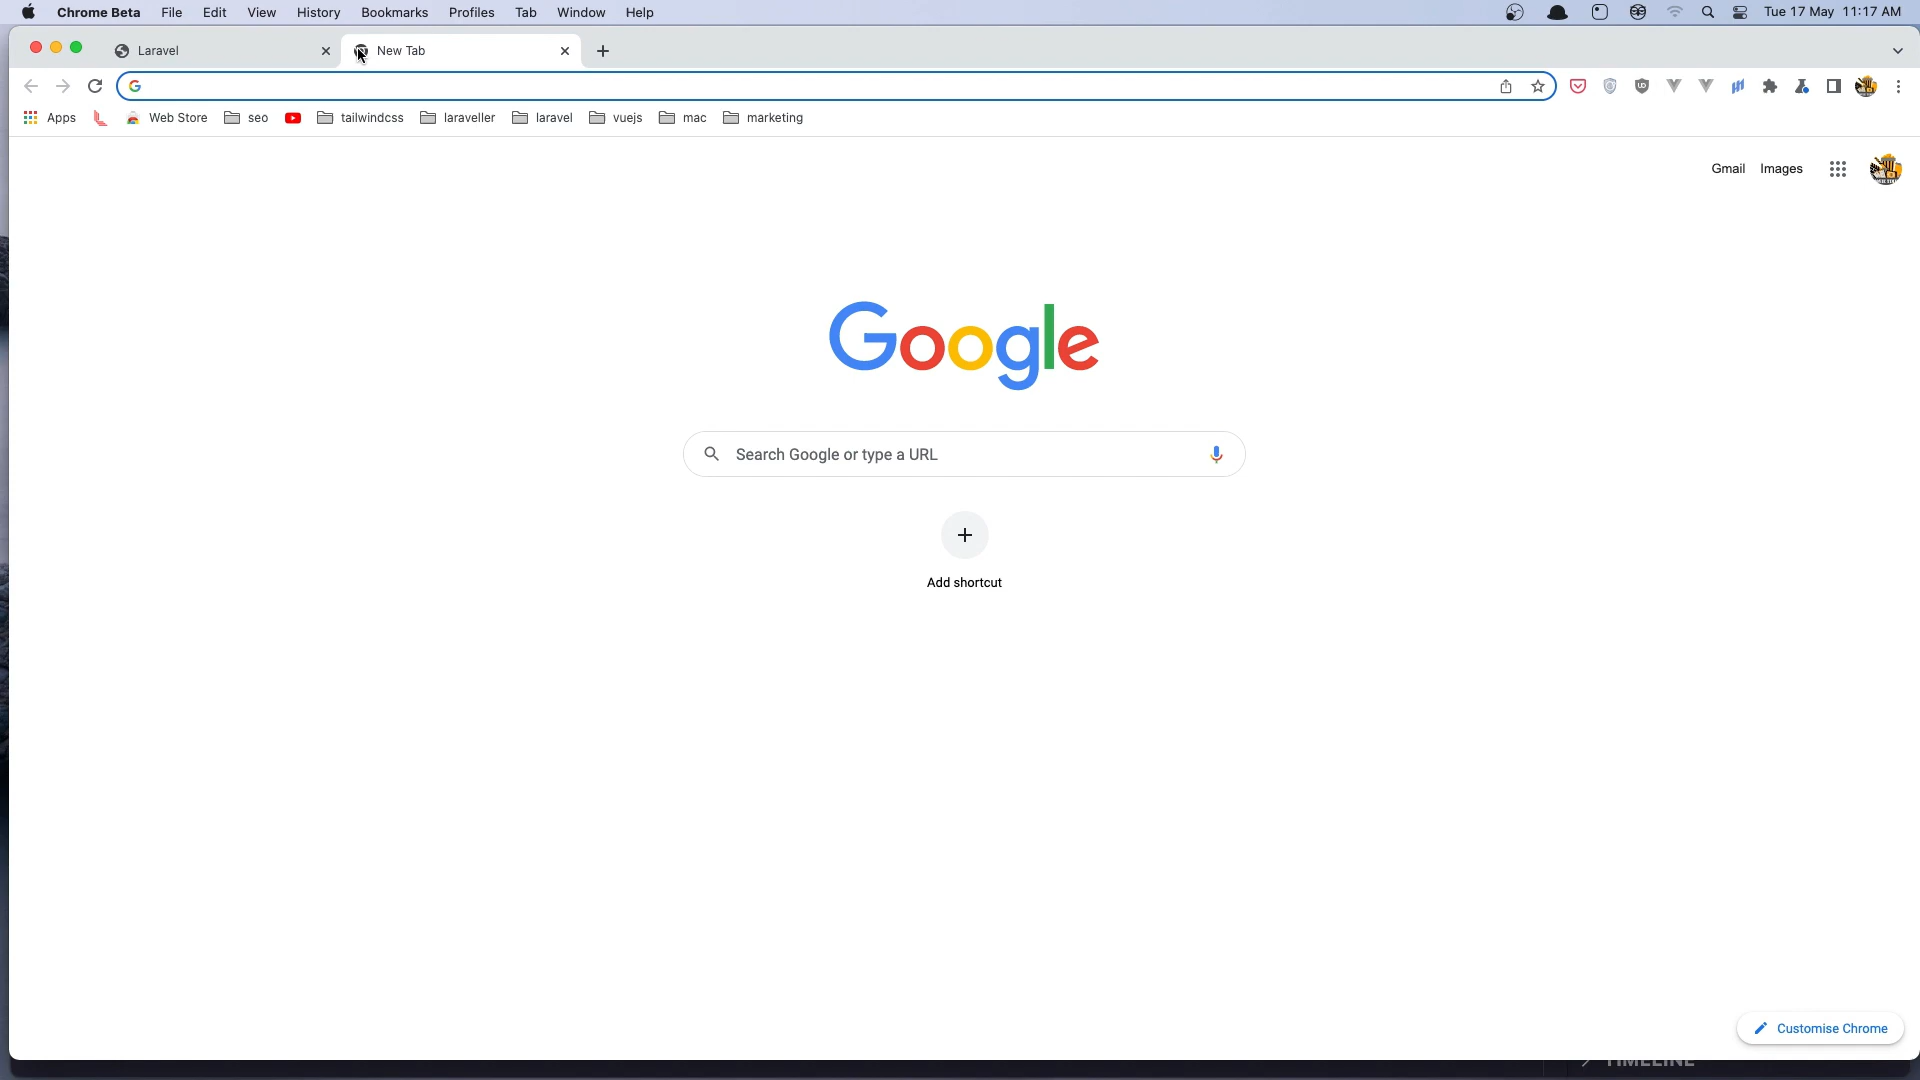 Chrome Beta File Edit View History Bookmarks Profiles Tab Window Help Tue 17 May 11:17 AM
Laravel New Tab
Apps Web Store seo tailwindcss laraveller laravel vuejs mac marketing
Gmail Images
Google
Search Google or type a URL
Add shortcut
Customise Chrome
TIMELINE